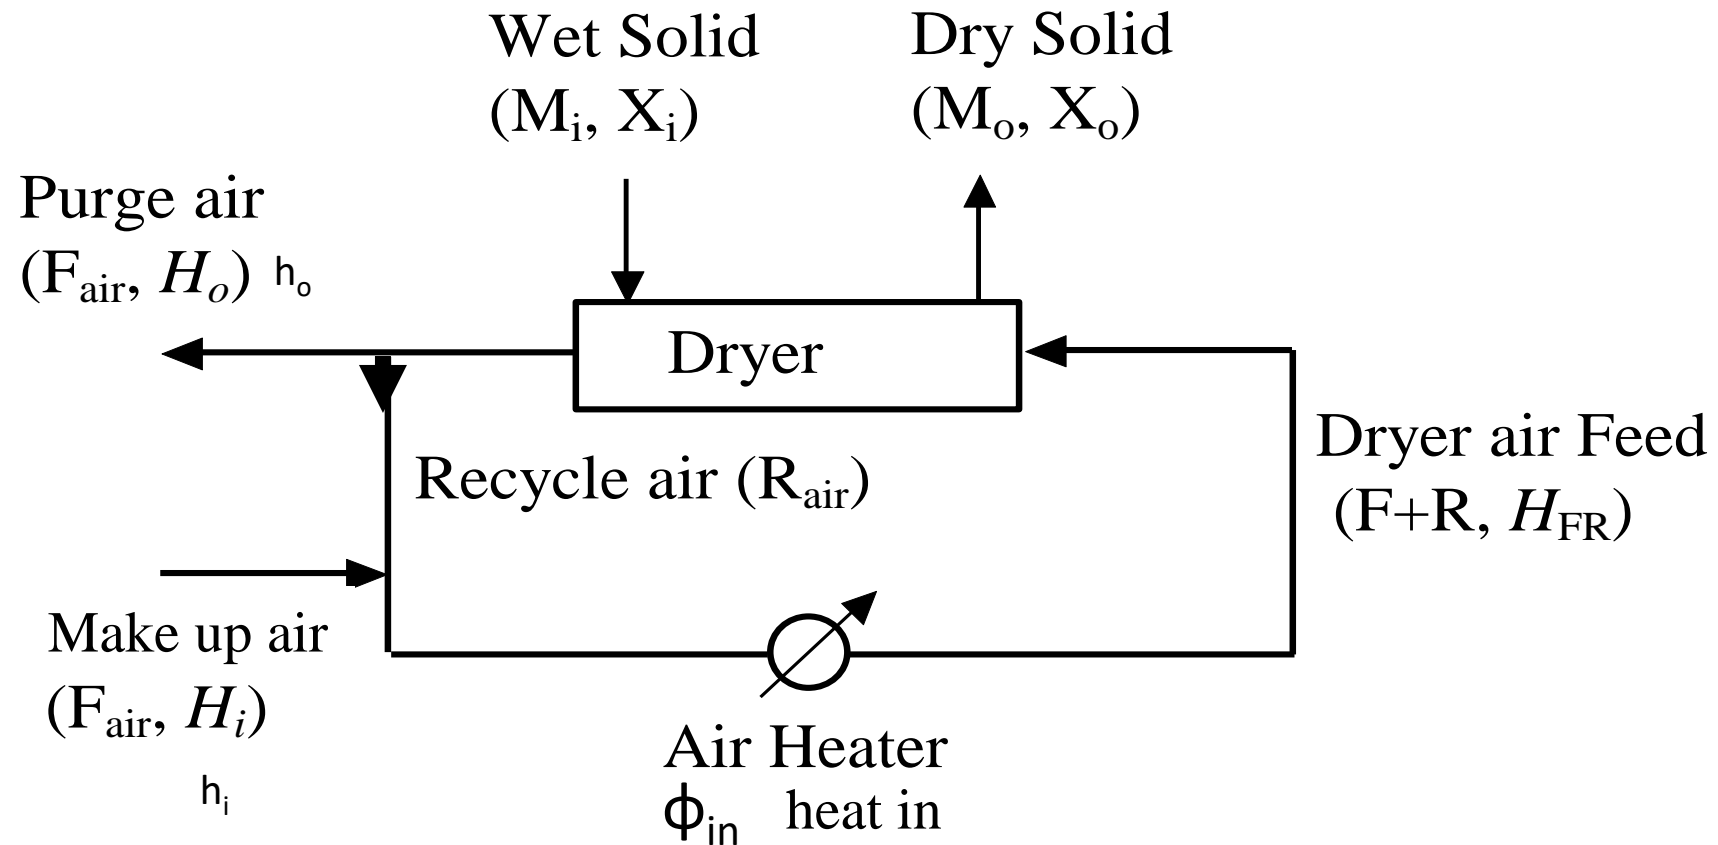 Wet Solid
(Mi, Xi)
Dry Solid
(Mo, Xo)
Purge air
(Fair, Ho) ho
Dryer
Recycle air (Rair)
Dryer air Feed
(F+R, HFR)
Make up air
(Fair, Hi)
hi
Air Heater
ϕin heat in